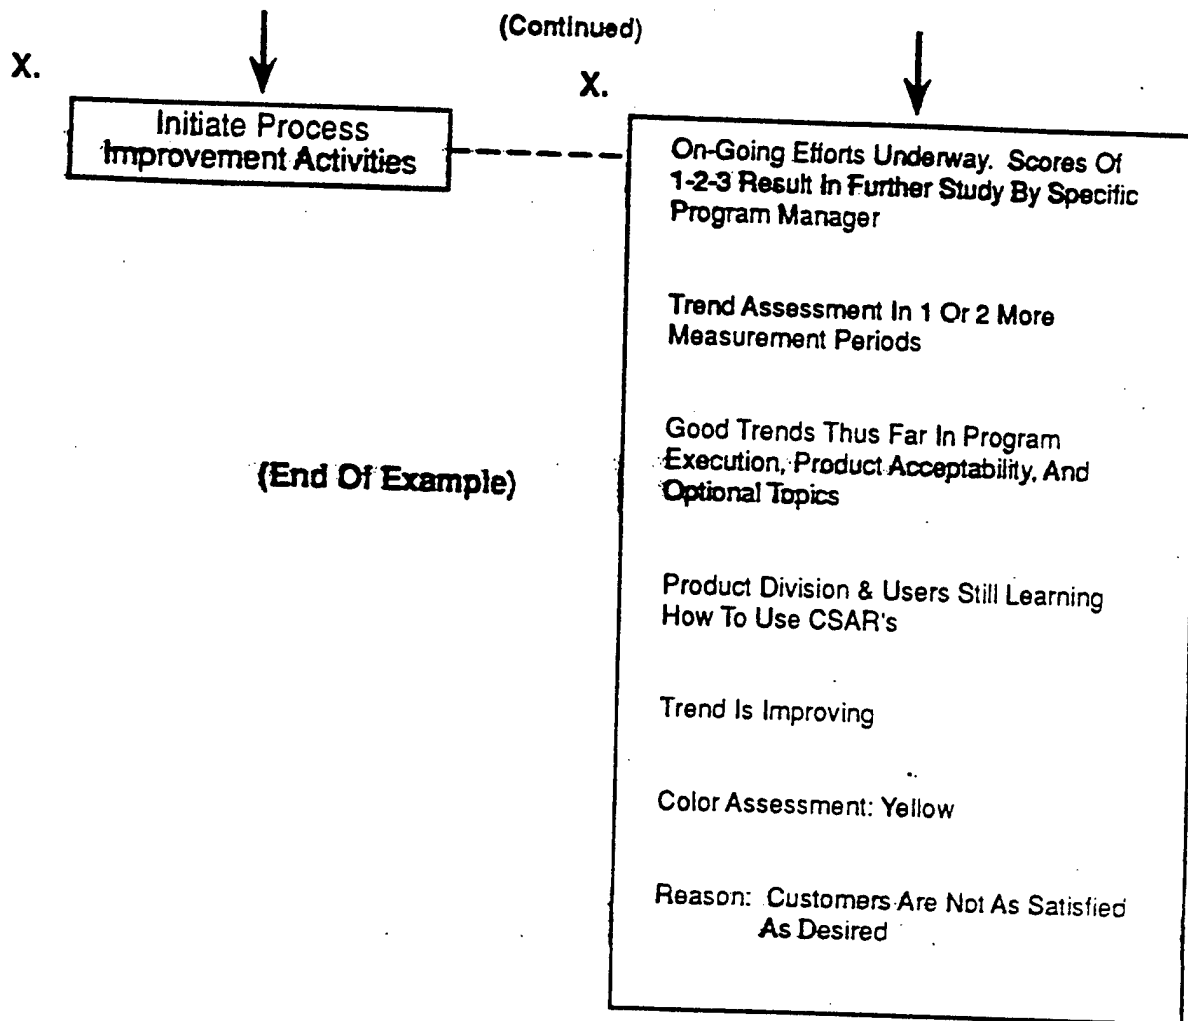 (Continued)
X.
Initiate Process
Improvement Activities
(End Of Example)
X.
On-Going Efforts Underway. Scores Of
1-2-3 Result In Further Study By Specific
Program Manager
Trend Assessment In 1 Or 2 More
Measurement Periods
Good Trends Thus Far In Program
Execution, Product Acceptability, And
Optional Topics
Product Division & Users Still Learning
How To Use CSAR's
Trend Is Improving
Color Assessment: Yellow
Reason: Customers Are Not As Satisfied
As Desired